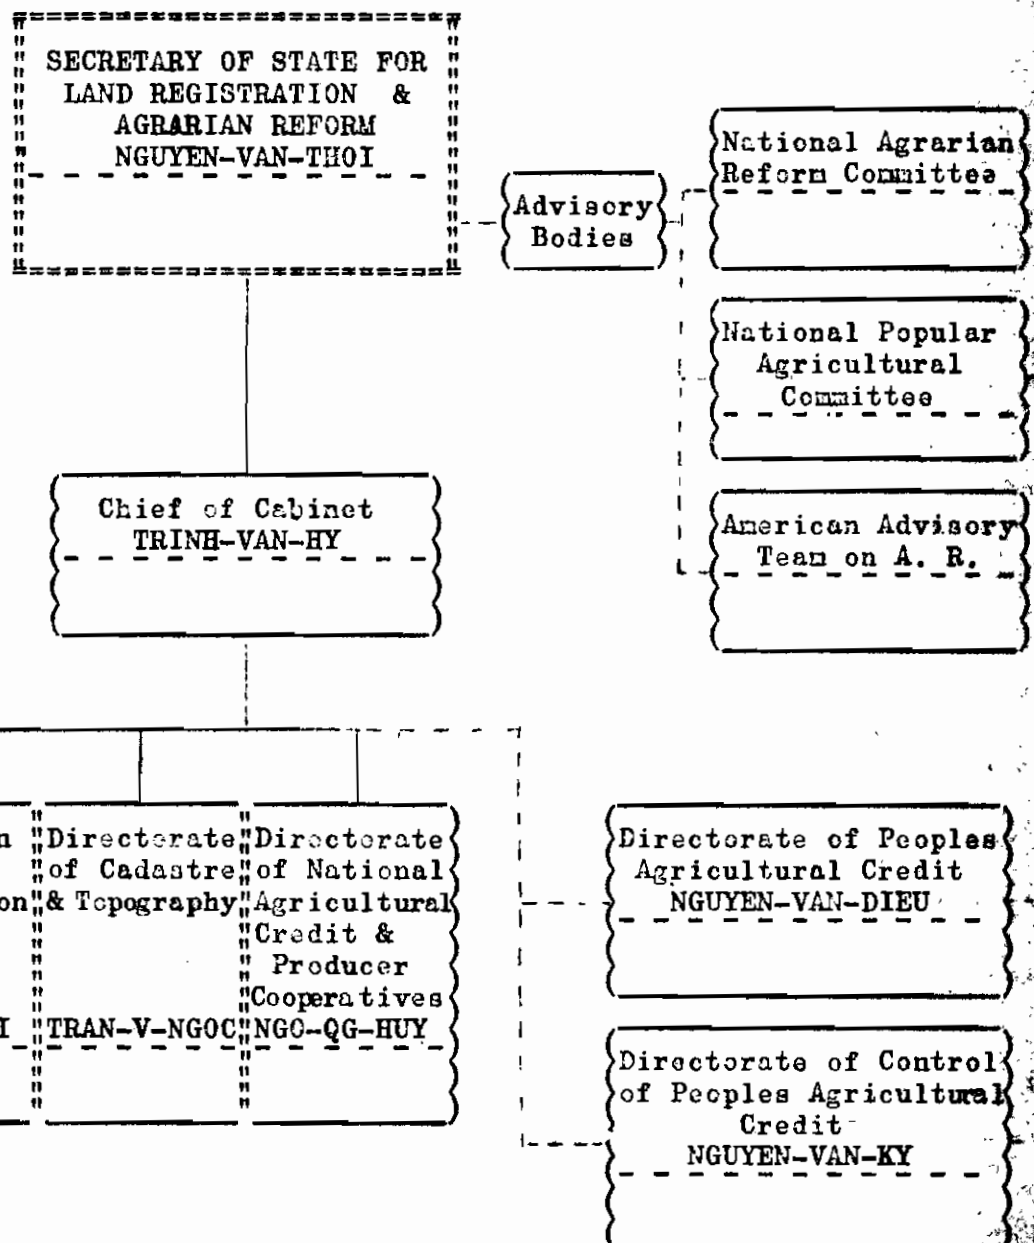 SECRETARY OF STATE FOR
LAND REGISTRATION &
AGRARIAN REFORM
NGUYEN-VAN-THOI
Advisory
Bodies
National Agrarian
Reform Committee
National Popular
Agricultural
Committee
American Advisory
Team on A. R.
Chief of Cabinet
TRINH-VAN-HY
n
on
I
Directorate
of Cadastre
& Topography
TRAN-V-NGOC
Directorate
of National
Agricultural
Credit &
Producer
Cooperatives
NGO-QG-HUY
Directorate of Peoples
Agricultural Credit
NGUYEN-VAN-DIEU
Directorate of Control
of Peoples Agricultural
Credit
NGUYEN-VAN-KY